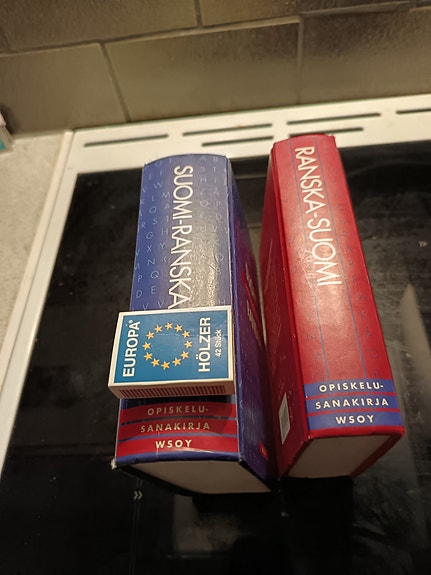 SUOMI-RANSKA
EUROPA®
HÖLZER
42 Stück
OPISKELU-
SANAKIRJA
WSOY
RANSKA-SUOMI
OPISKELU-
SANAKIRJA
WSOY